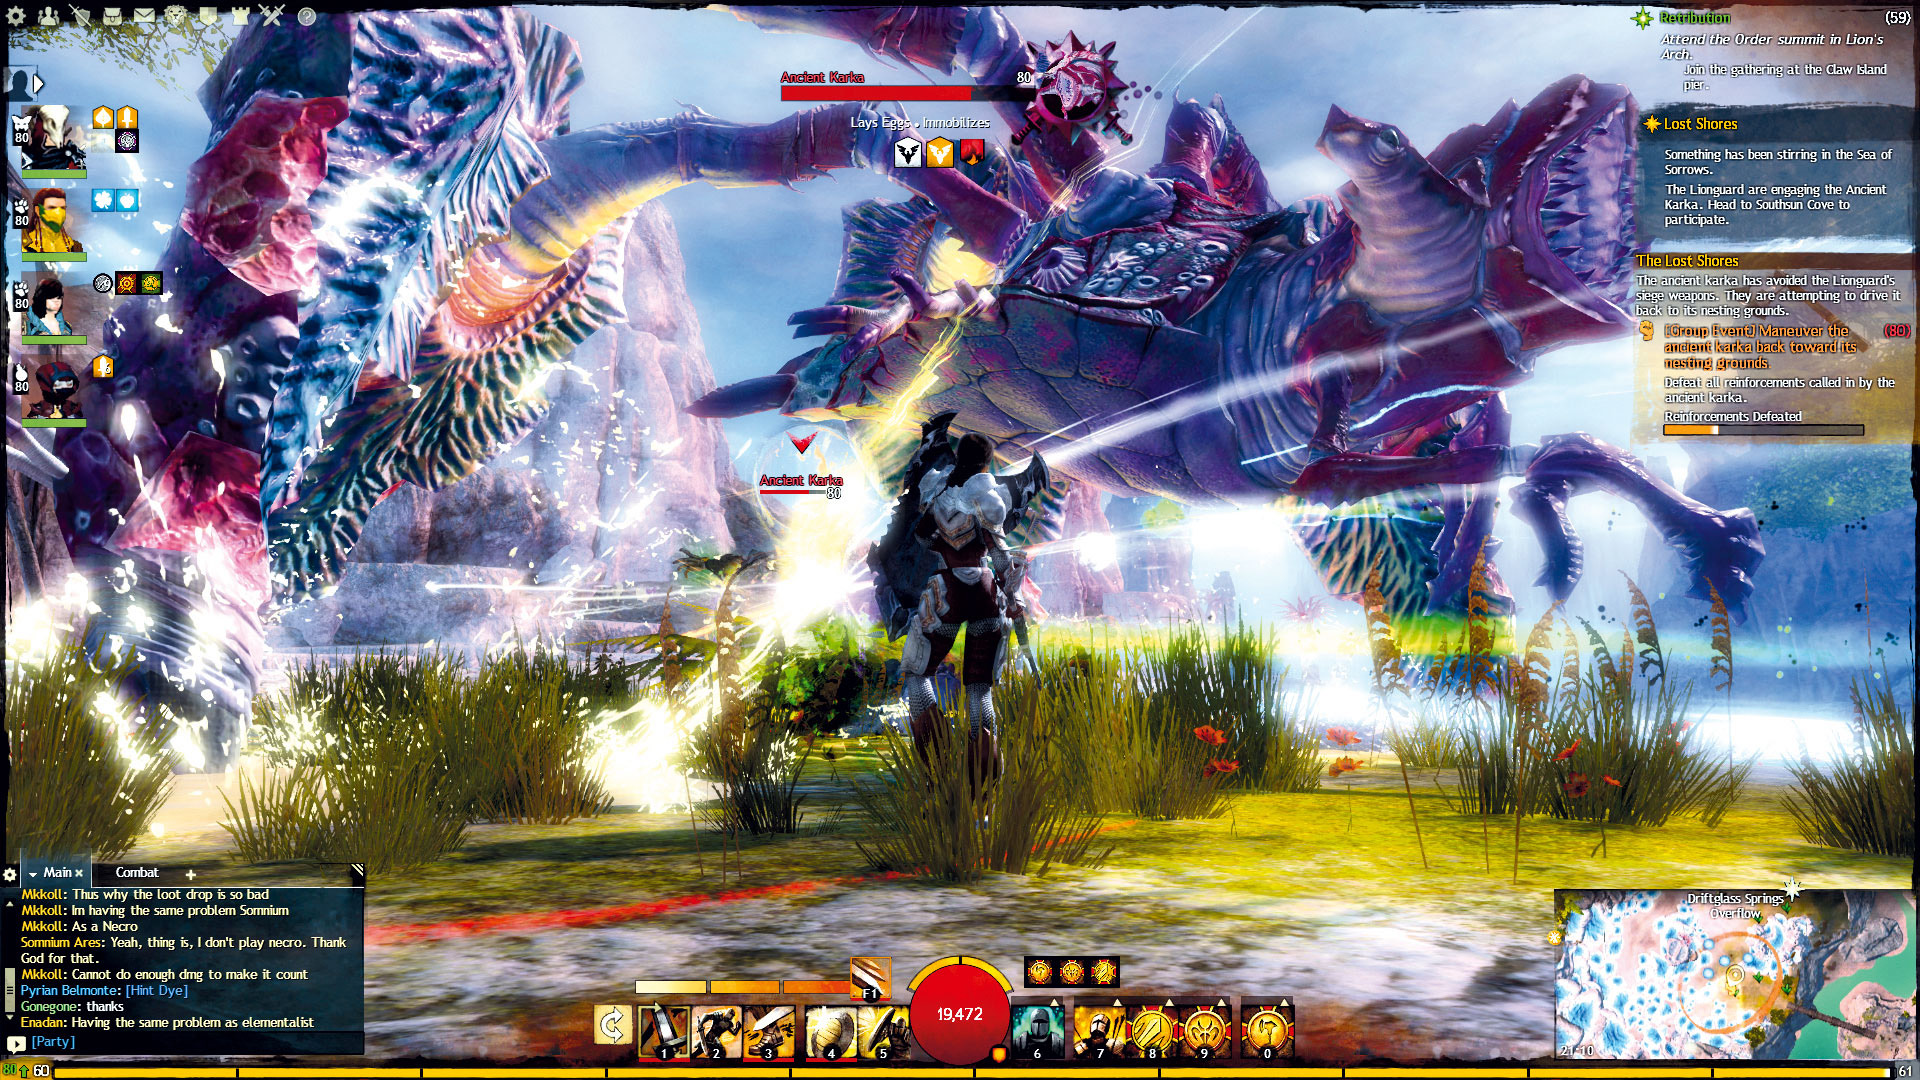 Ancient Karka
80
Lays Eggs • Immobilizes
80
80
80
6
80
Ancient Karka
80
Retribution
(59)
Attend the Order summit in Lion's
Arch.
Join the gathering at the Claw Island
pier.
Lost Shores
Something has been stirring in the Sea of
Sorrows.
The Lionguard are engaging the Ancient
Karka. Head to Southsun Cove to
participate.
The Lost Shores
The ancient karka has avoided the Lionguard's
siege weapons. They are attempting to drive it
back to its nesting grounds.
[Group Event] Maneuver the
(80)
ancient karka back toward its
nesting grounds
Defeat all reinforcements called in by the
ancient karka.
Reinforcements Defeated
Main
Combat
Mkkoll: Thus why the loot drop is so bad
Mkkoll: Im having the same problem Somnium
Mkkoll: As a Necro
Somnium Ares: Yeah, thing is, I don't play necro. Thank
God for that.
Mkkoll: Cannot do enough dmg to make it count
Pyrian Belmonte: [Hint Dye]
Gonegone: thanks
Enadan: Having the same problem as elementalist
[Party]
F1
19,472
1
2
3
4
5
6
7
8
9
0
Driftglass Springs
Overflow
21:10
80
60
61